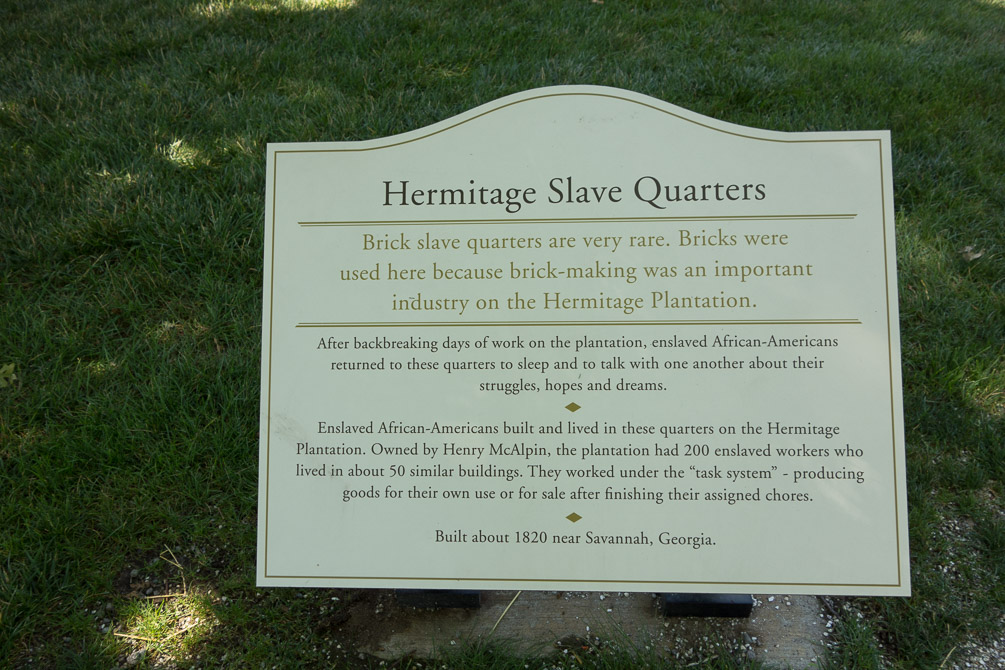 Hermitage Slave Quarters
Brick slave quarters are very rare. Bricks were
used here because brick-making was an important
industry on the Hermitage Plantation.
After backbreaking days of work on the plantation, enslaved African-Americans
returned to these quarters to sleep and to talk with one another about their
struggles, hopes and dreams.
Enslaved African-Americans built and lived in these quarters on the Hermitage
Plantation. Owned by Henry McAlpin, the plantation had 200 enslaved workers who
lived in about 50 similar buildings. They worked under the “task system” - producing
goods for their own use or for sale after finishing their assigned chores.
Built about 1820 near Savannah, Georgia.